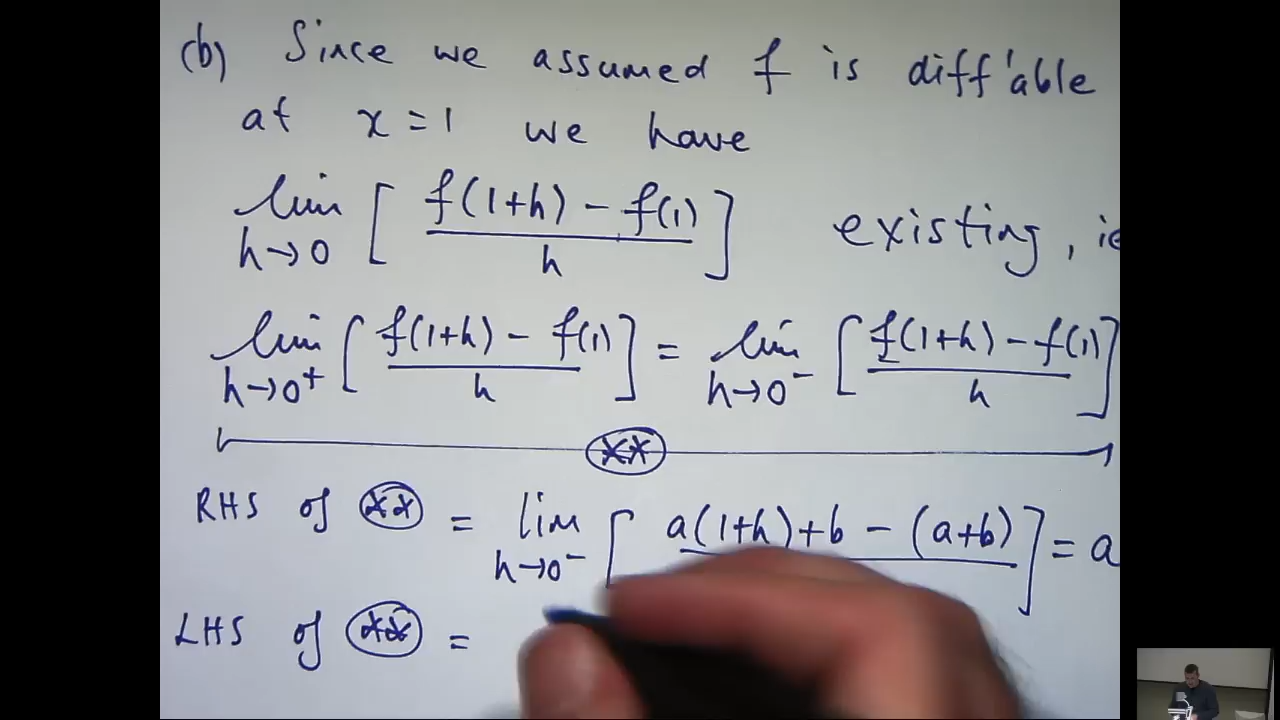 (b) Since we assumed f is diff'able
at x=1 we have
lim h→0 [ f(1+h) − f(1) / h ] existing, ie
lim h→0⁺ [ f(1+h) − f(1) / h ] = lim h→0⁻ [ f(1+h) − f(1) / h ]
**
RHS of ** = lim h→0⁻ [ a(1+h)+b − (a+b) ] = a
LHS of ** =